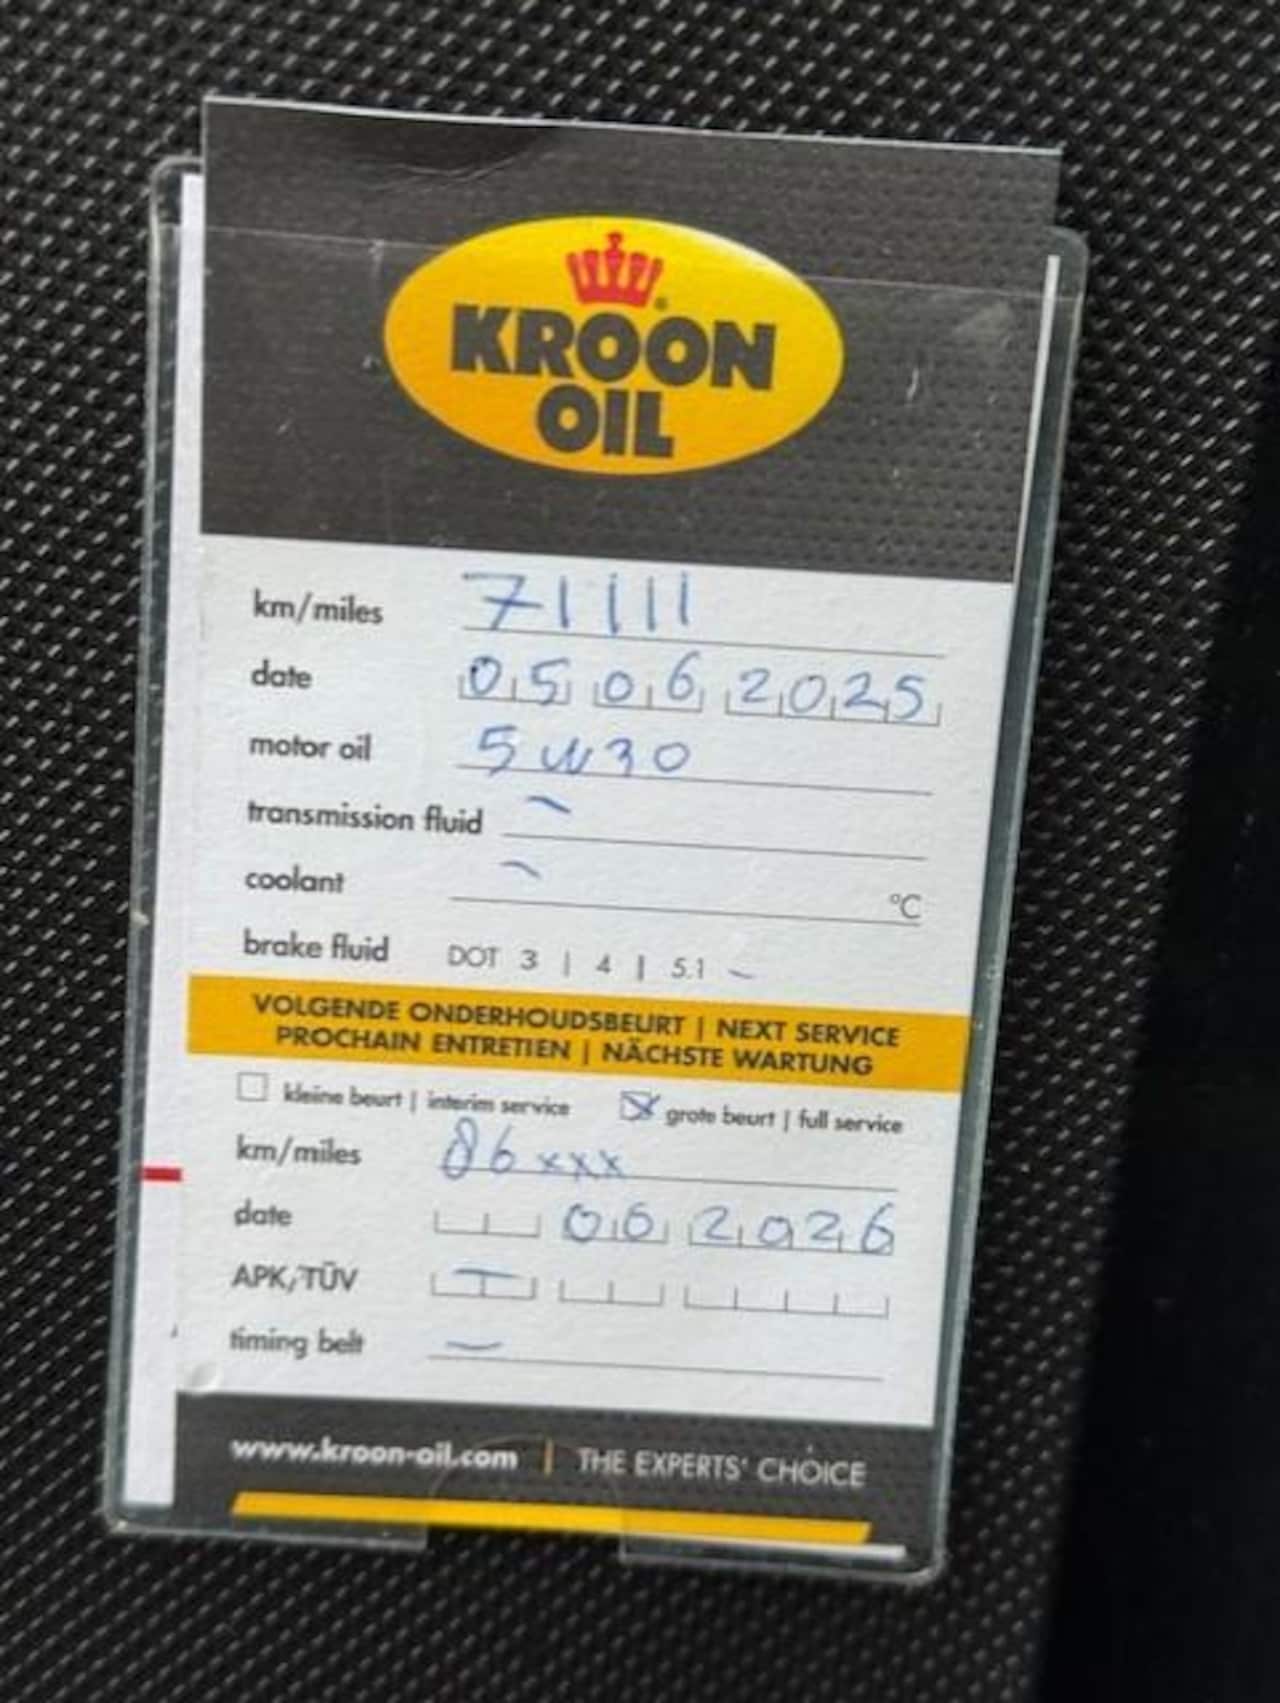 KROON
OIL
km/miles 71111
date 05 06 2025
motor oil 5W30
transmission fluid -
coolant - °C
brake fluid DOT 3 | 4 | 5.1 -
VOLGENDE ONDERHOUDSBEURT | NEXT SERVICE
PROCHAIN ENTRETIEN | NÄCHSTE WARTUNG
kleine beurt | interim service grote beurt | full service
km/miles 86xxx
date 06 2026
APK/TÜV -
timing belt -
www.kroon-oil.com | THE EXPERTS' CHOICE